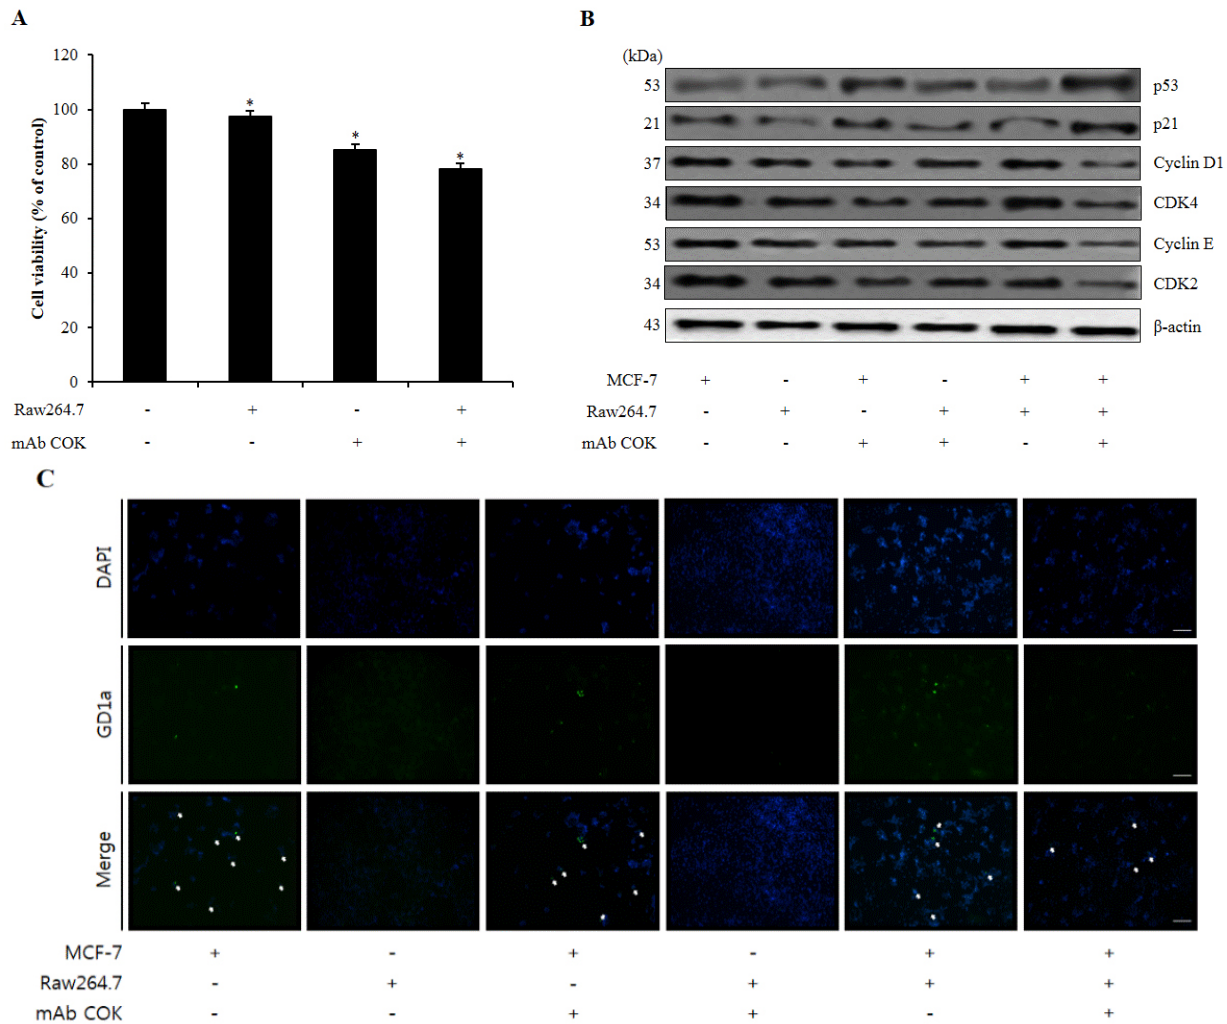 A
120
100
80
60
40
20
0
Cell viability (% of control)
* * *
Raw264.7 - + - +
mAb COK - - + +
B
(kDa)
53 p53
21 p21
37 Cyclin D1
34 CDK4
53 Cyclin E
34 CDK2
43 β-actin
MCF-7 + - + - + +
Raw264.7 - + - + + +
mAb COK - - + + - +
C
DAPI
GD1a
Merge
MCF-7 + - + - + +
Raw264.7 - + - + + +
mAb COK - - + + - +